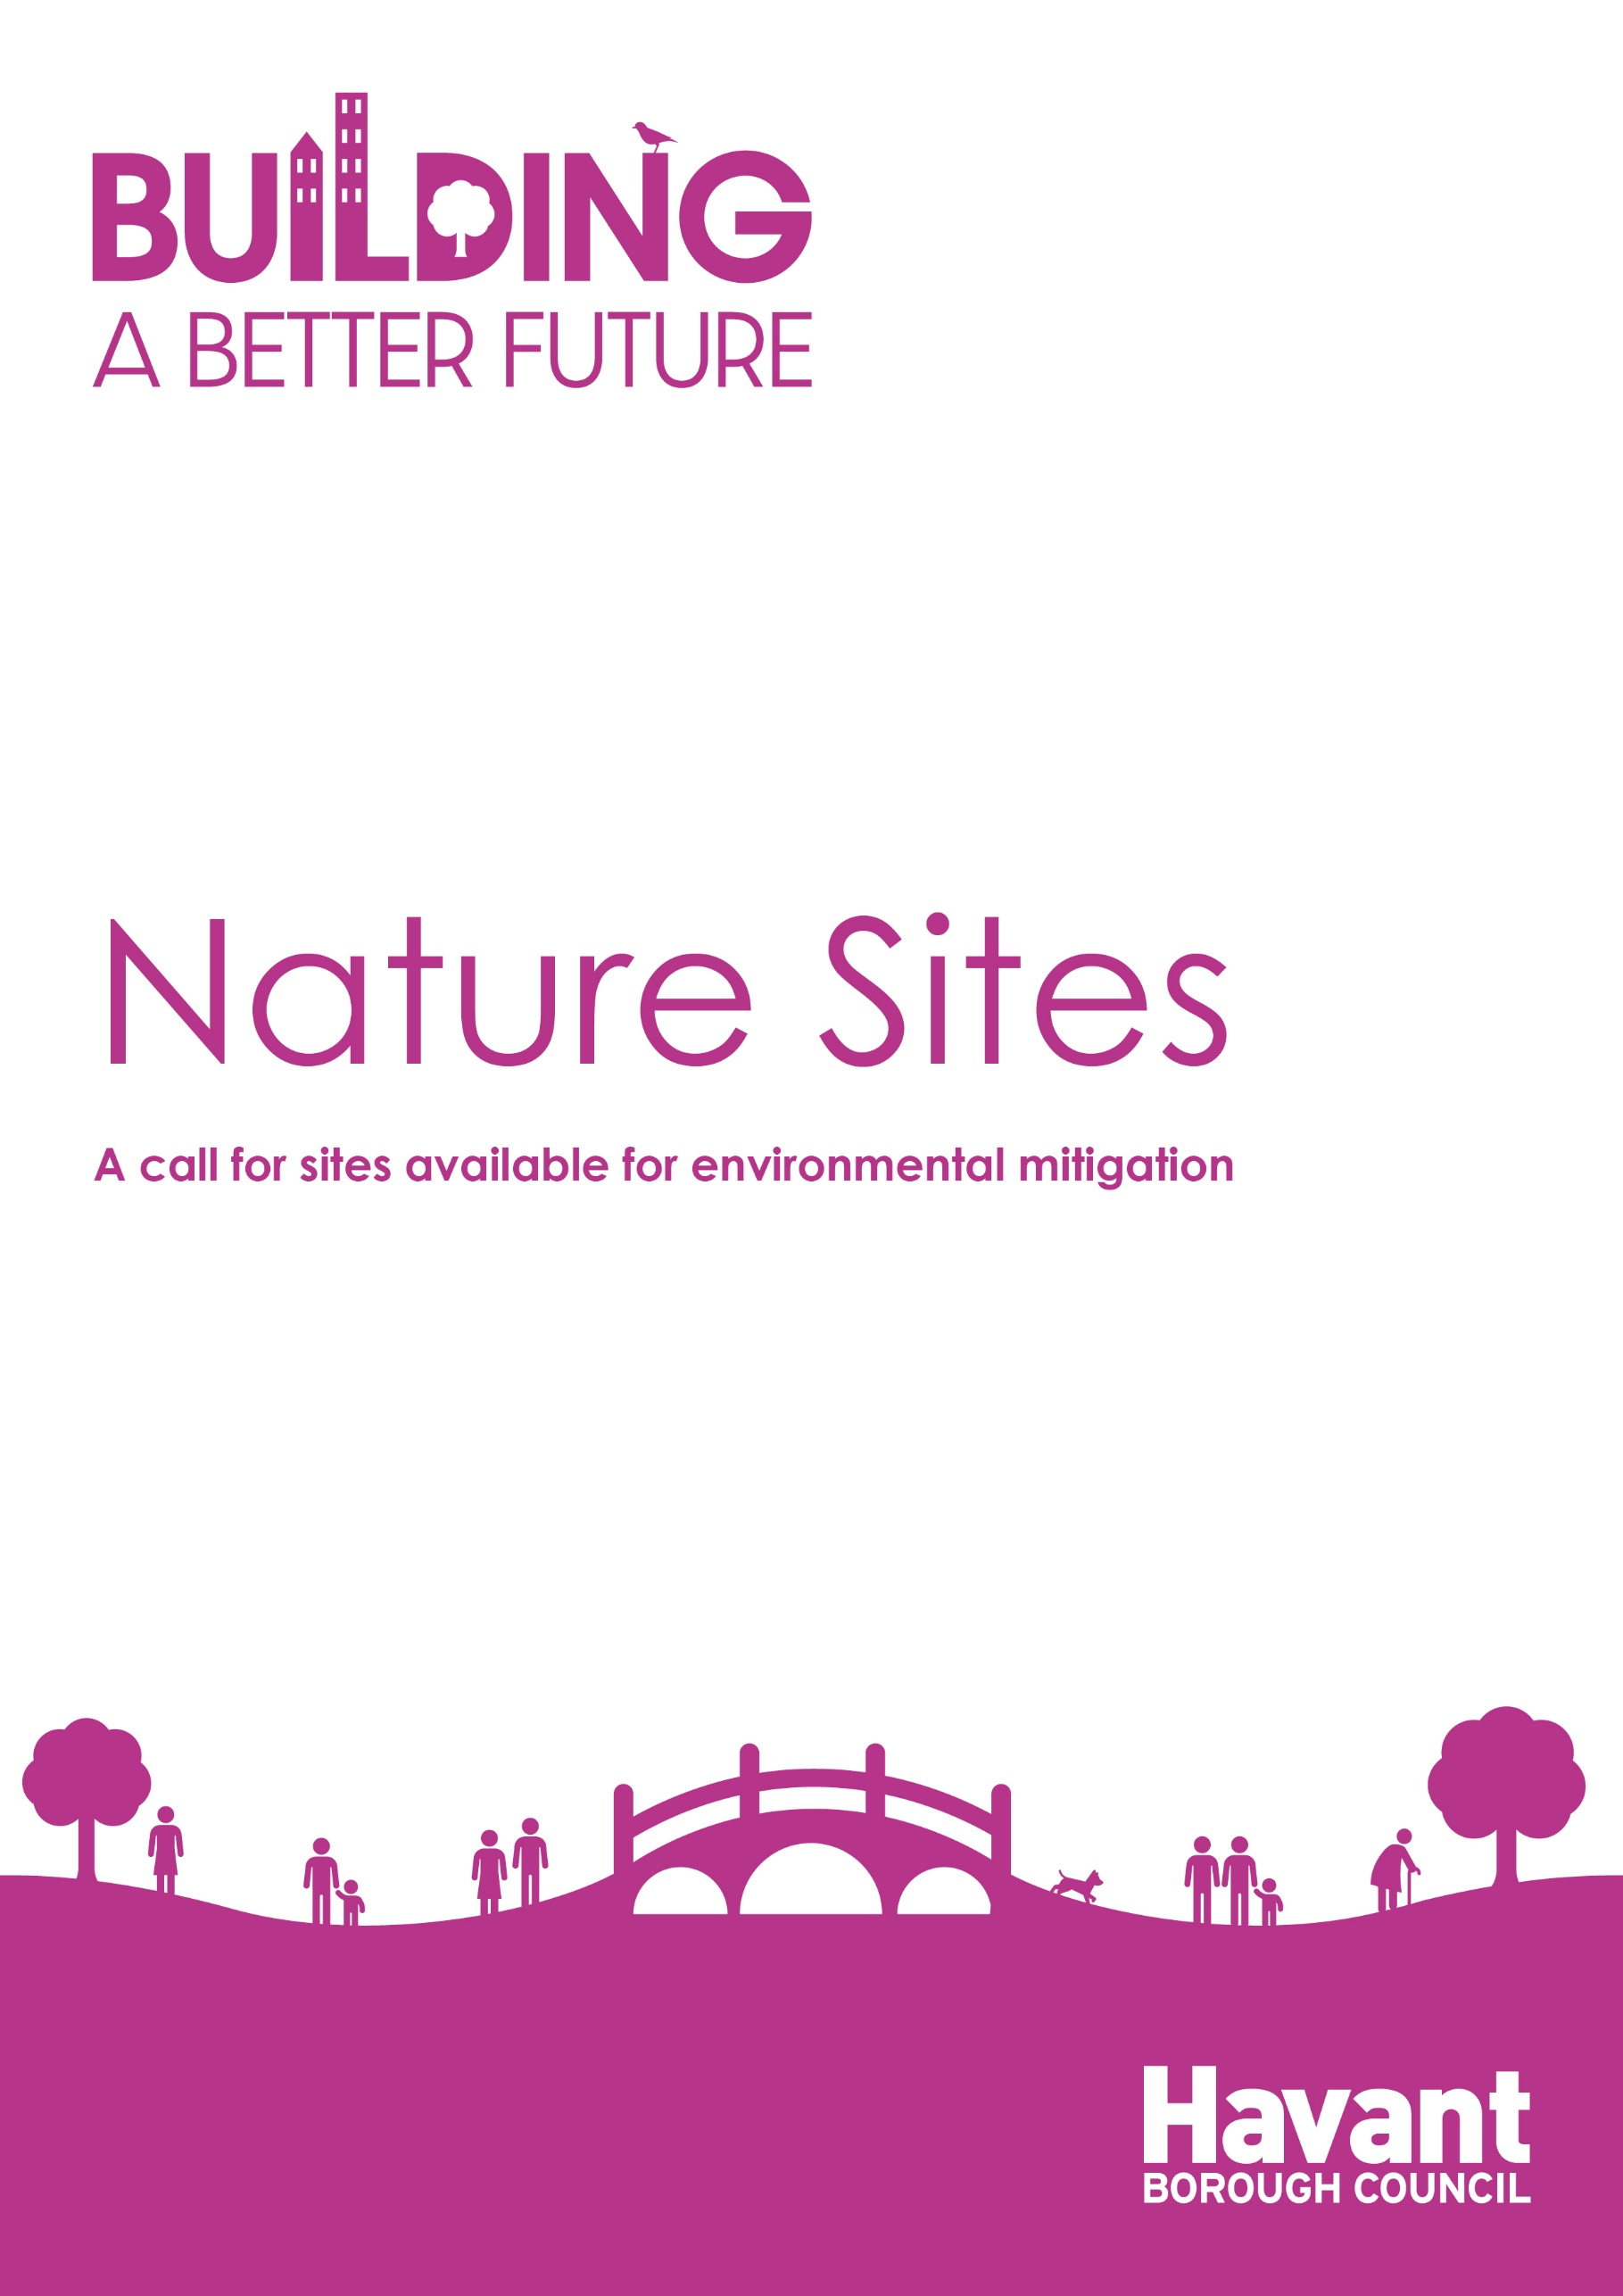 BUILDING
A BETTER FUTURE
Nature Sites
A call for sites available for environmental mitigation
Havant
BOROUGH COUNCIL